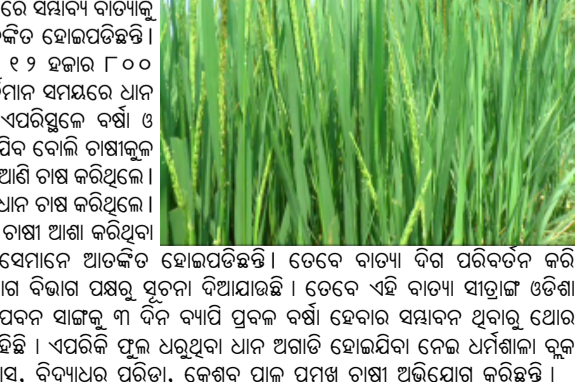 ରେ ସମ୍ଭାବ୍ୟ ବାତ୍ୟାକୁ
ହୋଇପଡିଛନ୍ତି।
୧୨ ହଜାର ୮୦୦
ସମୟରେ ଧାନ
ଏପରିସ୍ଥଳେ ବର୍ଷା ଓ
ଯିବ ବୋଲି ଚାଷୀକୁଳ
ଆଣି ଚାଷ କରିଥିଲେ।
ଧାନ ଚାଷ କରିଥିଲେ।
ଚାଷୀ ଆଶା କରିଥିବା
ସେମାନେ ଆତଙ୍କିତ ହୋଇପଡିଛନ୍ତି। ତେବେ ବାତ୍ୟା ଦିଗ ପରିବର୍ତନ କରି
ବିଭାଗ ପକ୍ଷରୁ ସୂଚନା ଦିଆଯାଉଛି । ତେବେ ଏହି ବାତ୍ୟା ସୀତ୍ରାଙ୍ଗ ଓଡିଶା
ପବନ ସାଙ୍ଗକୁ ୩ ଦିନ ବ୍ୟାପି ପ୍ରବଳ ବର୍ଷା ହେବାର ସମ୍ଭାବନ ଥିବାରୁ ଥୋର
। ଏପରିକି ଫୁଲ ଧରୁଥିବା ଧାନ ଅଗାଡି ହୋଇଯିବା ନେଇ ଧର୍ମଶାଳା ବ୍ଲକ
ବିଦ୍ୟାଧର ପରିଡା, କେଶବ ପାଳ ପ୍ରମୁଖ ଚାଷୀ ଅଭିଯୋଗ କରିଛନ୍ତି ।